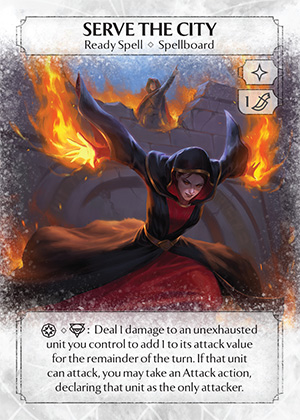 SERVE THE CITY
Ready Spell ⬦ Spellboard
1
⬦ : Deal 1 damage to an unexhausted
unit you control to add 1 to its attack value
for the remainder of the turn. If that unit
can attack, you may take an Attack action,
declaring that unit as the only attacker.